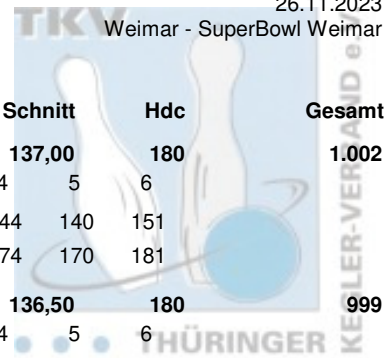 26.11.2023
TKV
Weimar - SuperBowl Weimar
Schnitt Hdc Gesamt
137,00 180 1.002
4 5 6
44 140 151
74 170 181
136,50 180 999
4 5 6
THÜRINGER
KEGLER-VERBAND e.V.